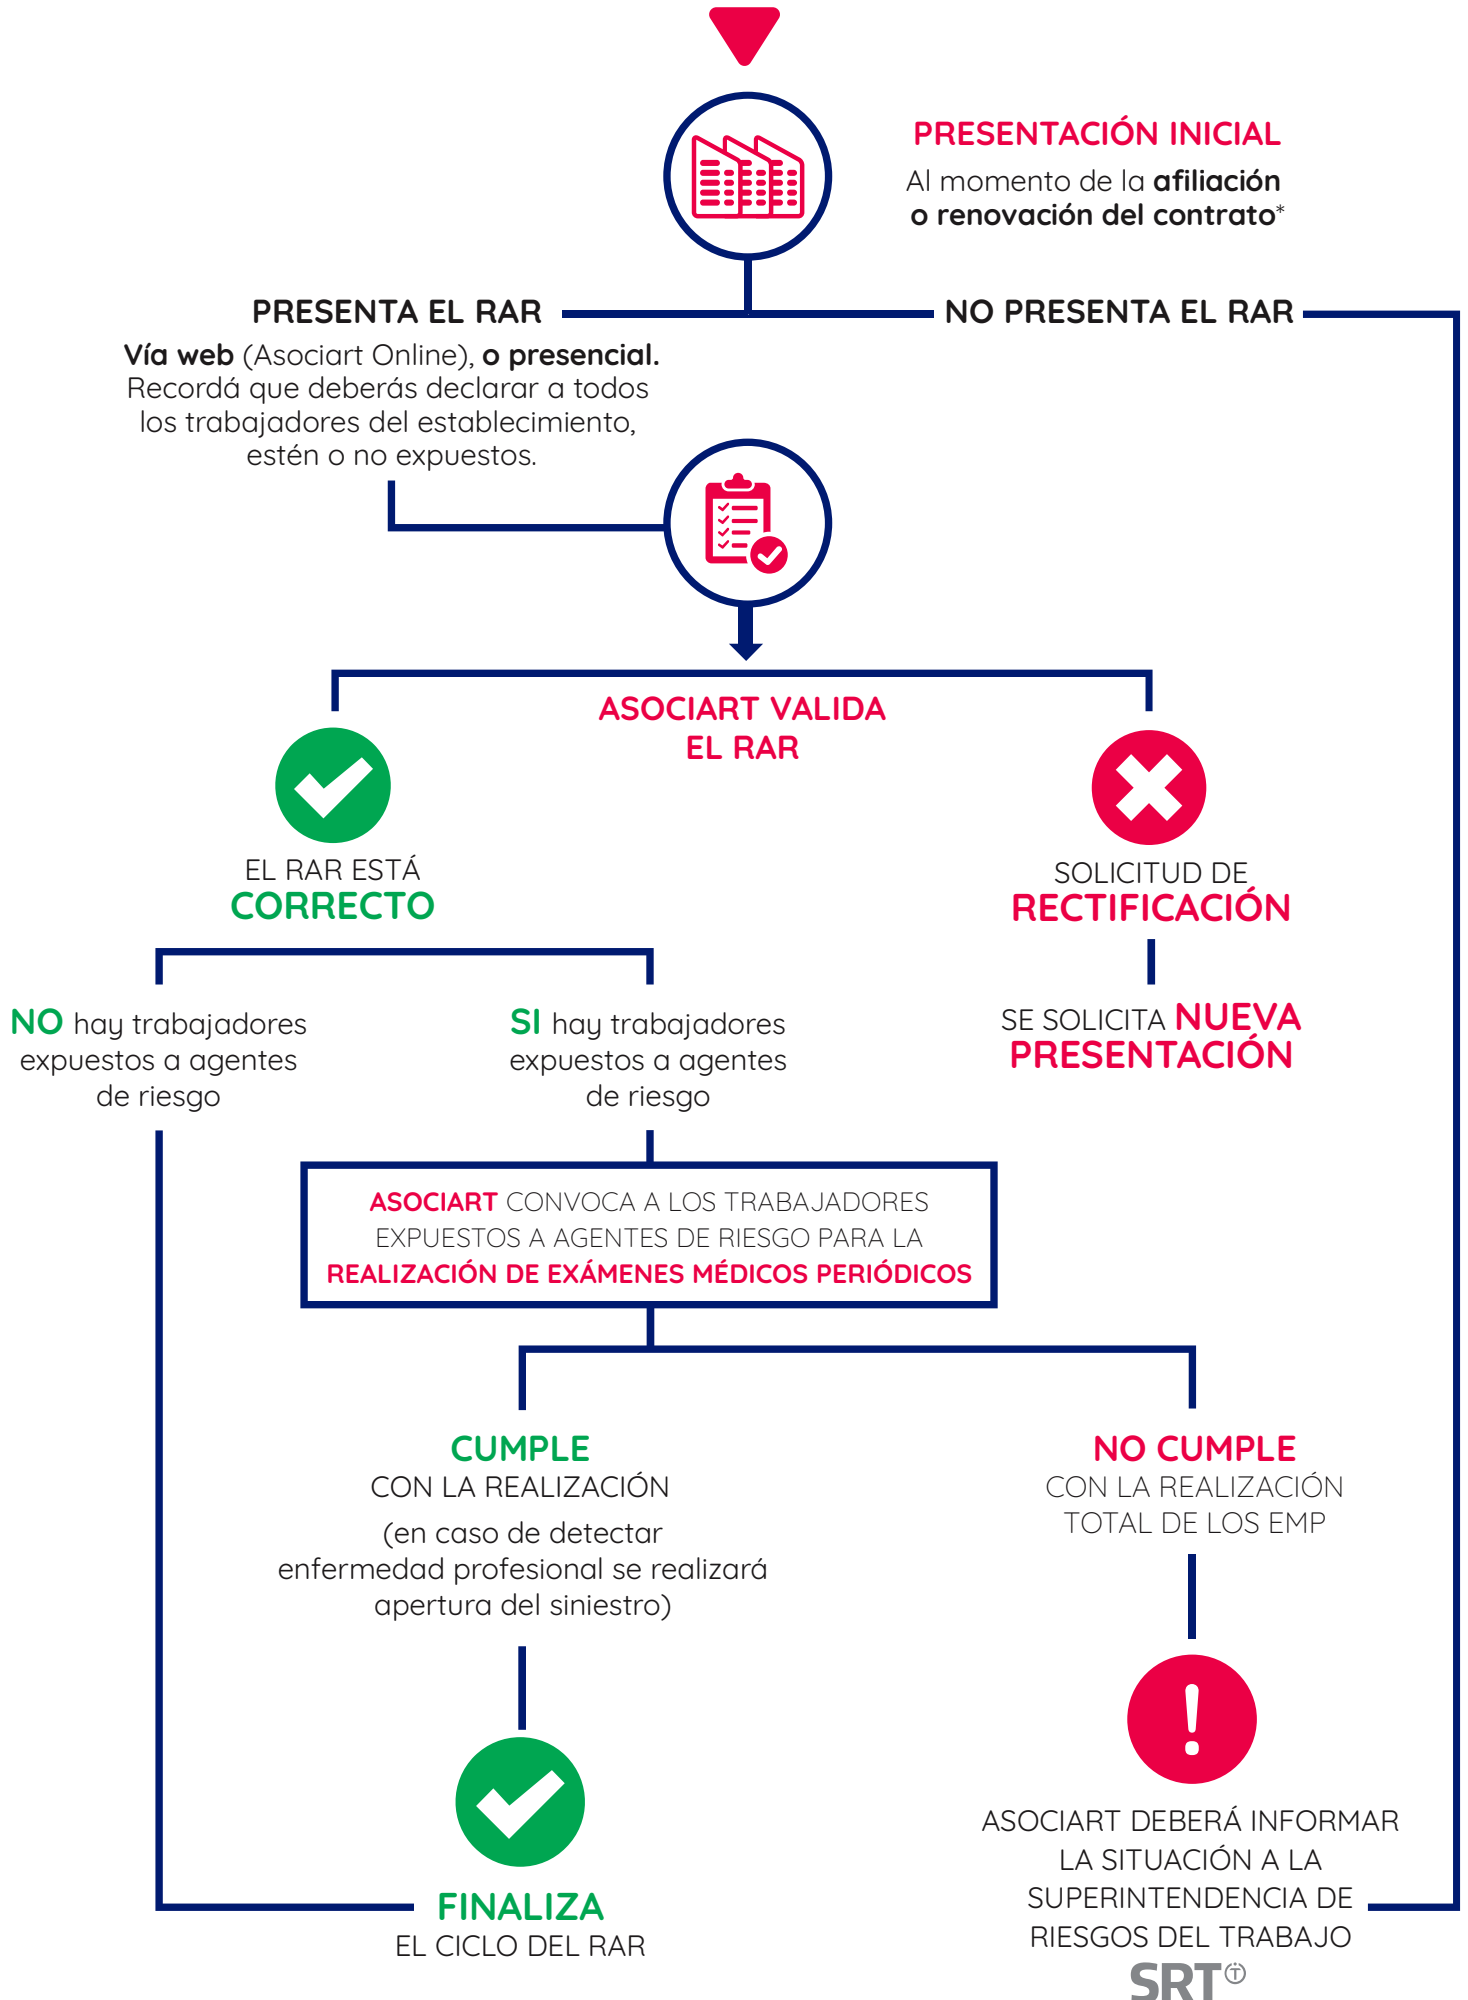 PRESENTACIÓN INICIAL
Al momento de la afiliación
o renovación del contrato*
PRESENTA EL RAR
NO PRESENTA EL RAR
Vía web (Asociart Online), o presencial.
Recordá que deberás declarar a todos
los trabajadores del establecimiento,
estén o no expuestos.
ASOCIART VALIDA
EL RAR
EL RAR ESTÁ
CORRECTO
SOLICITUD DE
RECTIFICACIÓN
NO hay trabajadores
expuestos a agentes
de riesgo
SI hay trabajadores
expuestos a agentes
de riesgo
SE SOLICITA NUEVA
PRESENTACIÓN
ASOCIART CONVOCA A LOS TRABAJADORES
EXPUESTOS A AGENTES DE RIESGO PARA LA
REALIZACIÓN DE EXÁMENES MÉDICOS PERIÓDICOS
CUMPLE
CON LA REALIZACIÓN
(en caso de detectar
enfermedad profesional se realizará
apertura del siniestro)
NO CUMPLE
CON LA REALIZACIÓN
TOTAL DE LOS EMP
FINALIZA
EL CICLO DEL RAR
ASOCIART DEBERÁ INFORMAR
LA SITUACIÓN A LA
SUPERINTENDENCIA DE
RIESGOS DEL TRABAJO
SRT